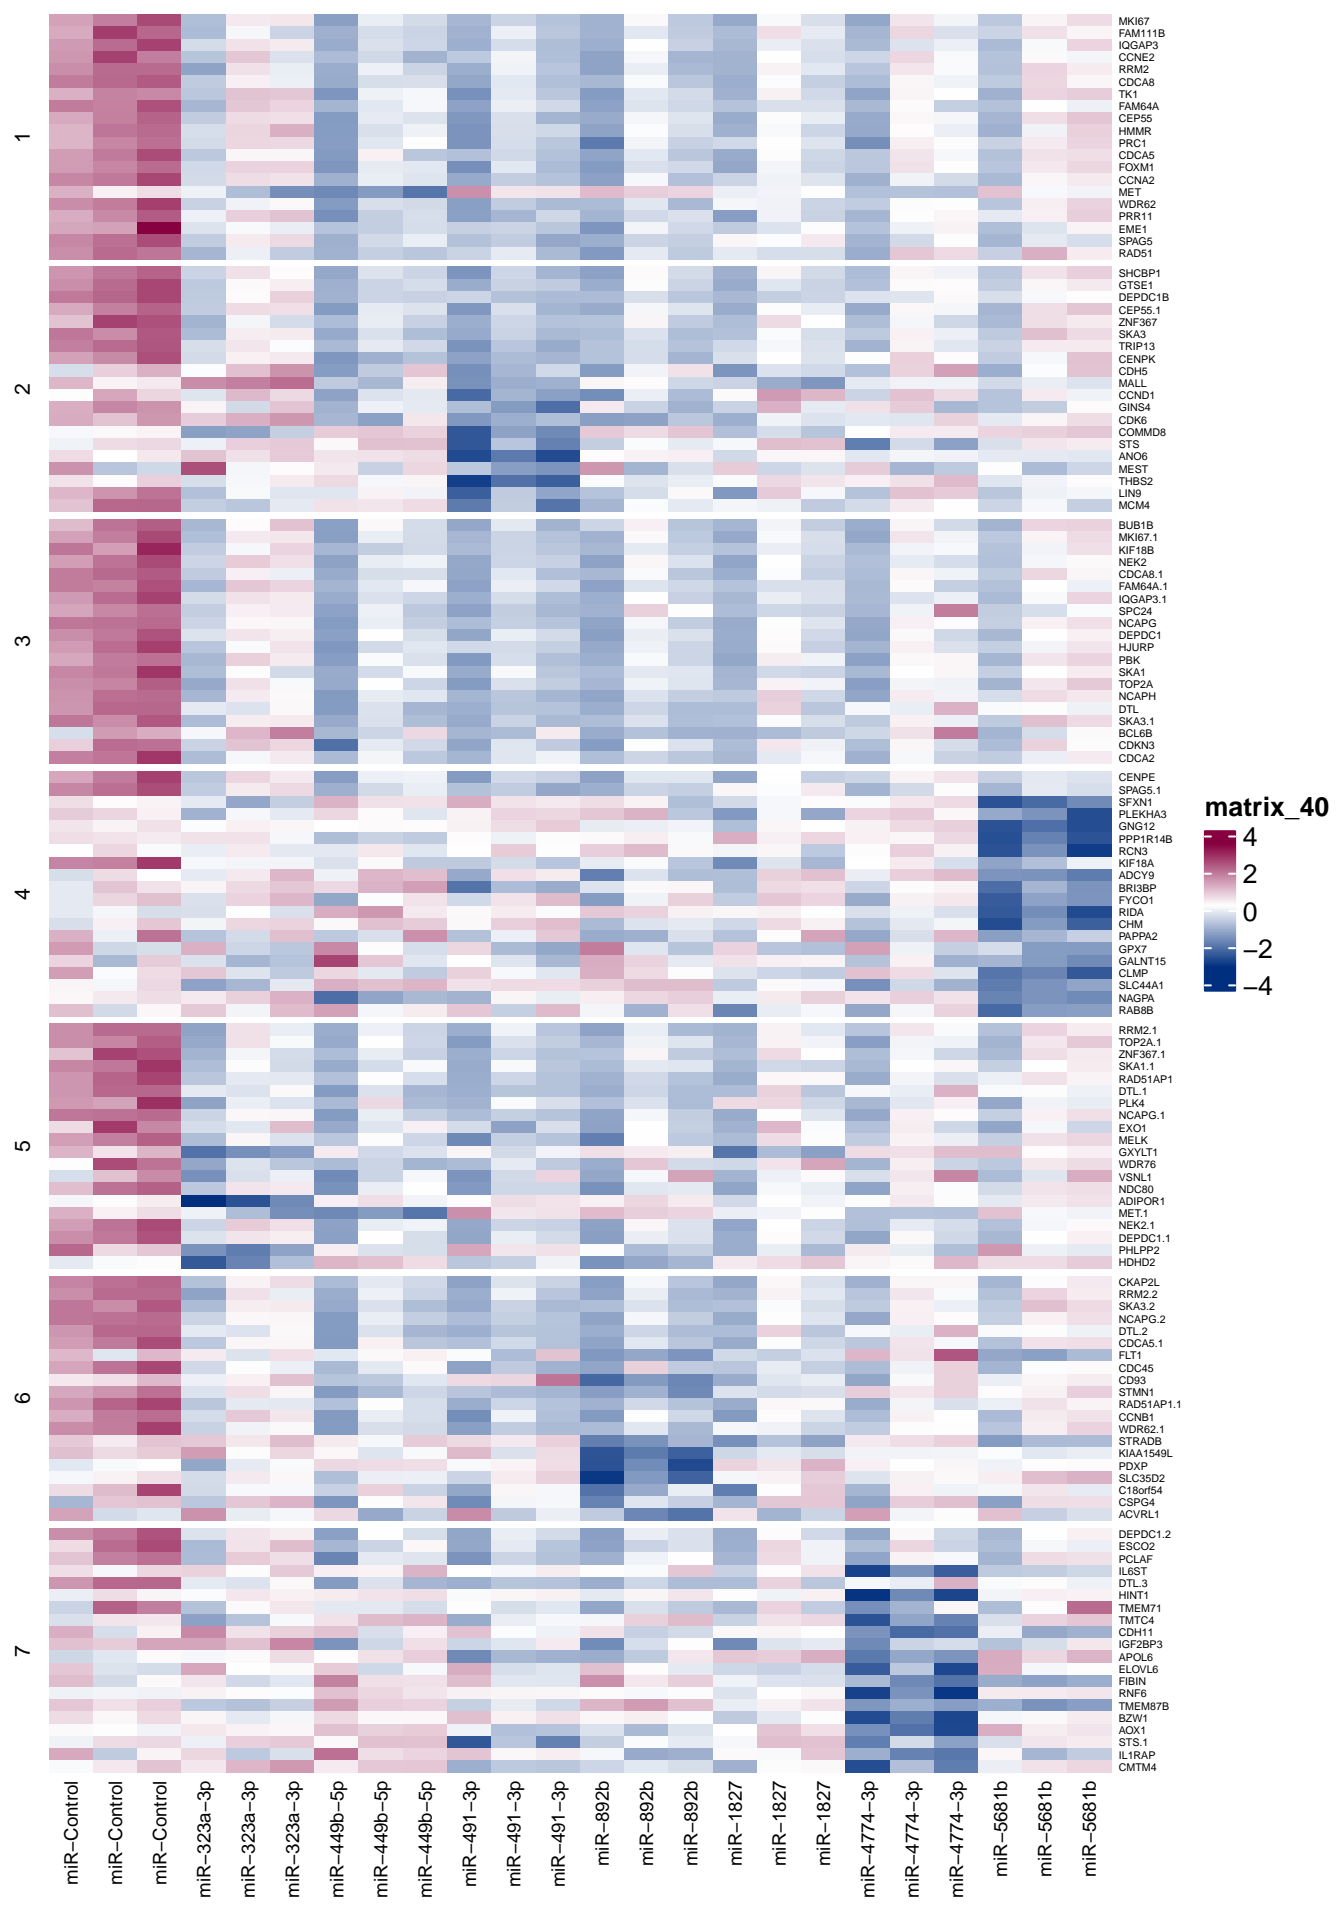 1
MKI67
FAM111B
IQGAP3
CCNE2
RRM2
CDCA8
TK1
FAM64A
CEP55
HMMR
PRC1
CDCA5
FOXM1
CCNA2
MET
WDR62
PRR11
EME1
SPAG5
RAD51
2
SHCBP1
GTSE1
DEPDC1B
CEP55.1
ZNF367
SKA3
TRIP13
CENPK
CDH5
MALL
CCND1
GINS4
CDK6
COMMD8
STS
ANO6
MEST
THBS2
LIN9
MCM4
3
BUB1B
MKI67.1
KIF18B
NEK2
CDCA8.1
FAM64A.1
IQGAP3.1
SPC24
NCAPG
DEPDC1
HJURP
PBK
SKA1
TOP2A
NCAPH
DTL
SKA3.1
BCL6B
CDKN3
CDCA2
4
CENPE
SPAG5.1
SFXN1
PLEKHA3
GNG12
PPP1R14B
RCN3
KIF18A
ADCY9
BRI3BP
FYCO1
RIDA
CHM
PAPPA2
GPX7
GALNT15
CLMP
SLC44A1
NAGPA
RAB8B
5
RRM2.1
TOP2A.1
ZNF367.1
SKA1.1
RAD51AP1
DTL.1
PLK4
NCAPG.1
EXO1
MELK
GXYLT1
WDR76
VSNL1
NDC80
ADIPOR1
MET.1
NEK2.1
DEPDC1.1
PHLPP2
HDHD2
6
CKAP2L
RRM2.2
SKA3.2
NCAPG.2
DTL.2
CDCA5.1
FLT1
CDC45
CD93
STMN1
RAD51AP1.1
CCNB1
WDR62.1
STRADB
KIAA1549L
PDXP
SLC35D2
C18orf54
CSPG4
ACVRL1
7
DEPDC1.2
ESCO2
PCLAF
IL6ST
DTL.3
HINT1
TMEM71
TMTC4
CDH11
IGF2BP3
APOL6
ELOVL6
FIBIN
RNF6
TMEM87B
BZW1
AOX1
STS.1
IL1RAP
CMTM4
miR−Control
miR−Control
miR−Control
miR−323a−3p
miR−323a−3p
miR−323a−3p
miR−449b−5p
miR−449b−5p
miR−449b−5p
miR−491−3p
miR−491−3p
miR−491−3p
miR−892b
miR−892b
miR−892b
miR−1827
miR−1827
miR−1827
miR−4774−3p
miR−4774−3p
miR−4774−3p
miR−5681b
miR−5681b
miR−5681b
matrix_40
4
2
0
−2
−4